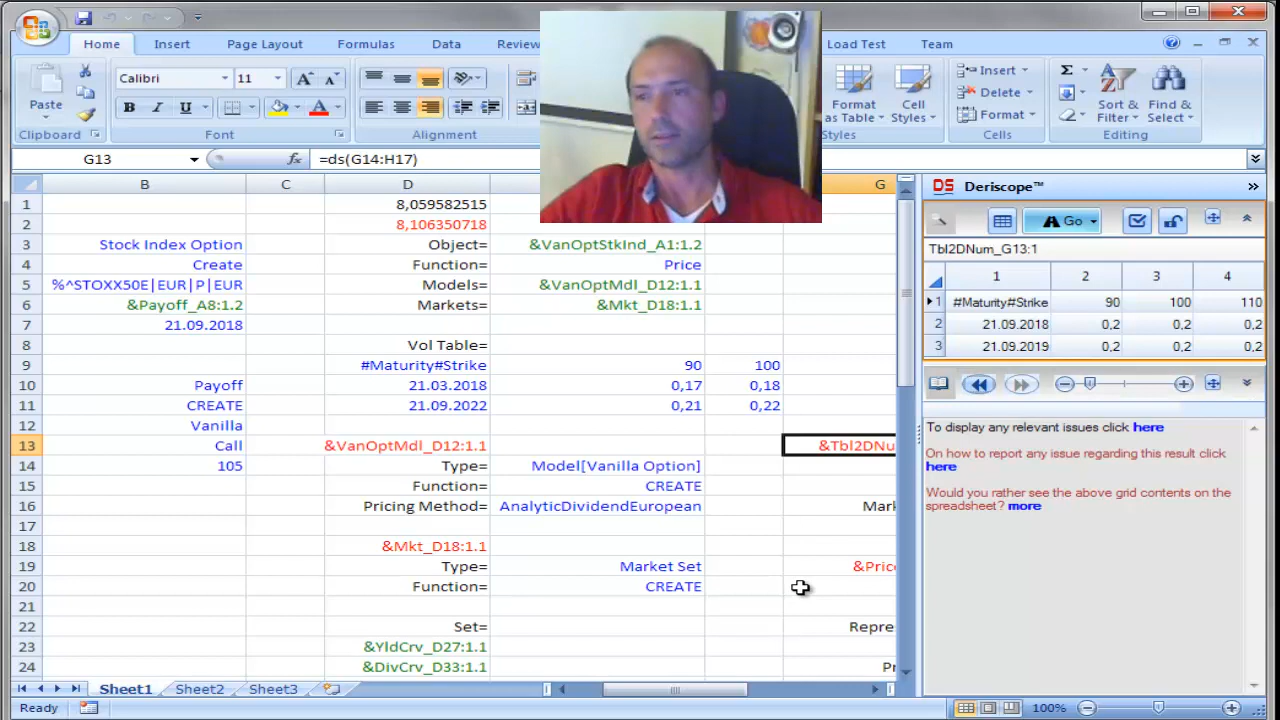 Home Insert Page Layout Formulas Data Review Load Test Team
Paste
Calibri 11
B I U
Format as Table
Cell Styles
Insert
Delete
Format
Sort & Filter
Find & Select
Clipboard Font Alignment Styles Cells Editing
G13 fx =ds(G14:H17)
B C D G
1 8,059582515
2 8,106350718
3 Stock Index Option Object= &VanOptStkInd_A1:1.2
4 Create Function= Price
5 %^STOXX50E|EUR|P|EUR Models= &VanOptMdl_D12:1.1
6 &Payoff_A8:1.2 Markets= &Mkt_D18:1.1
7 21.09.2018
8 Vol Table=
9 #Maturity#Strike 90 100
10 Payoff 21.03.2018 0,17 0,18
11 CREATE 21.09.2022 0,21 0,22
12 Vanilla
13 Call &VanOptMdl_D12:1.1 &Tbl2DNu
14 105 Type= Model[Vanilla Option]
15 Function= CREATE
16 Pricing Method= AnalyticDividendEuropean Mark
17
18 &Mkt_D18:1.1
19 Type= Market Set &Price
20 Function= CREATE
21
22 Set= Repre
23 &YldCrv_D27:1.1
24 &DivCrv_D33:1.1 Pr
Sheet1 Sheet2 Sheet3
Ready 100%
DS Deriscope™
Go
Tbl2DNum_G13:1
1 2 3 4
1 #Maturity#Strike 90 100 110
2 21.09.2018 0,2 0,2 0,2
3 21.09.2019 0,2 0,2 0,2
To display any relevant issues click here
On how to report any issue regarding this result click
here
Would you rather see the above grid contents on the
spreadsheet? more